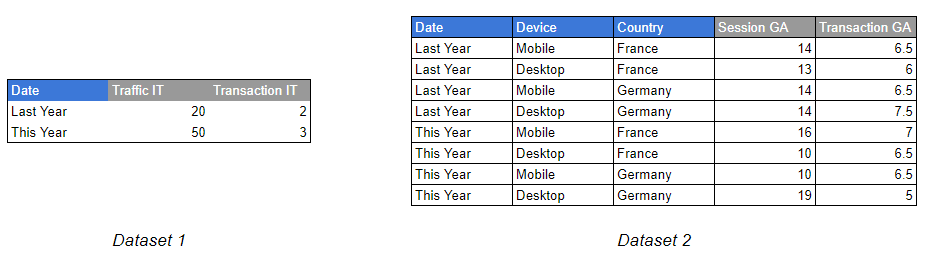 Date Traffic IT Transaction IT
Last Year 20 2
This Year 50 3
Dataset 1
Date Device Country Session GA Transaction GA
Last Year Mobile France 14 6.5
Last Year Desktop France 13 6
Last Year Mobile Germany 14 6.5
Last Year Desktop Germany 14 7.5
This Year Mobile France 16 7
This Year Desktop France 10 6.5
This Year Mobile Germany 10 6.5
This Year Desktop Germany 19 5
Dataset 2